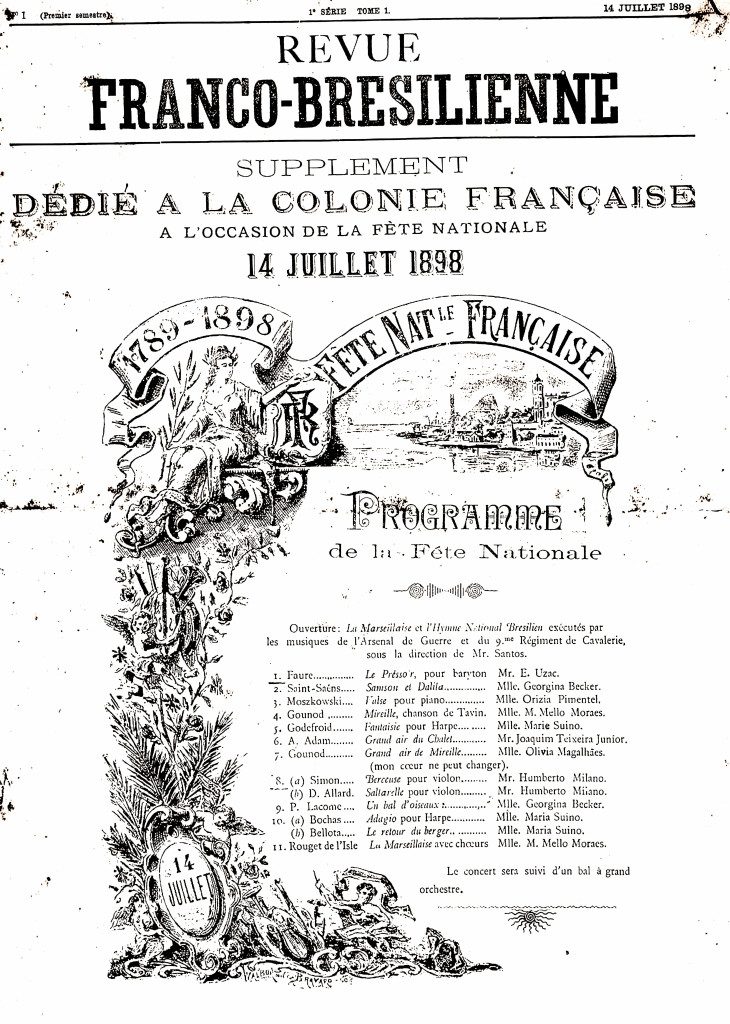 Nº 1 (Premier semestre)
1ᵉ SÉRIE TOME 1.
14 JUILLET 1898
REVUE
FRANCO-BRESILIENNE
SUPPLEMENT
DÉDIÉ A LA COLONIE FRANÇAISE
A L'OCCASION DE LA FÊTE NATIONALE
14 JUILLET 1898
1789-1898
FÊTE NATˡᴱ FRANÇAISE
RF
PROGRAMME
de la Fête Nationale
Ouverture: La Marseillaise et l'Hymne National Bresilien exécutés par
les musiques de l'Arsenal de Guerre et du 9.ᵐᵉ Régiment de Cavalerie,
sous la direction de Mr. Santos.
1. Faure.............. Le Présso'r, pour baryton Mr. E. Uzac.
2. Saint-Saëns..... Samson et Dalila............. Mlle. Georgina Becker.
3. Moszkowski.... Valse pour piano............. Mlle. Orizia Pimentel.
4. Gounod ........ Mireille, chanson de Tavin. Mlle. M. Mello Moraes.
5. Godefroid....... Fantaisie pour Harpe........ Mlle. Marie Suino.
6. A. Adam........ Grand air du Chalet........... Mr. Joaquim Teixeira Junior.
7. Gounod......... Grand air de Mireille......... Mlle. Olivia Magalhães.
(mon cœur ne peut changer).
8. (a) Simon..... Berceuse pour violon........ Mr. Humberto Milano.
(b) D. Allard. Saltarelle pour violon........ Mr. Humberto Milano.
9. P. Lacome.... Un bal d'oiseaux :............ Mlle. Georgina Becker.
10. (a) Bochas .... Adagio pour Harpe........... Mlle. Maria Suino.
(b) Bellota..... Le retour du berger.. .......... Mlle. Maria Suino.
11. Rouget de l'Isle La Marseillaise avec chœurs Mlle. M. Mello Moraes.
Le concert sera suivi d'un bal à grand
orchestre.
14
JUILLET